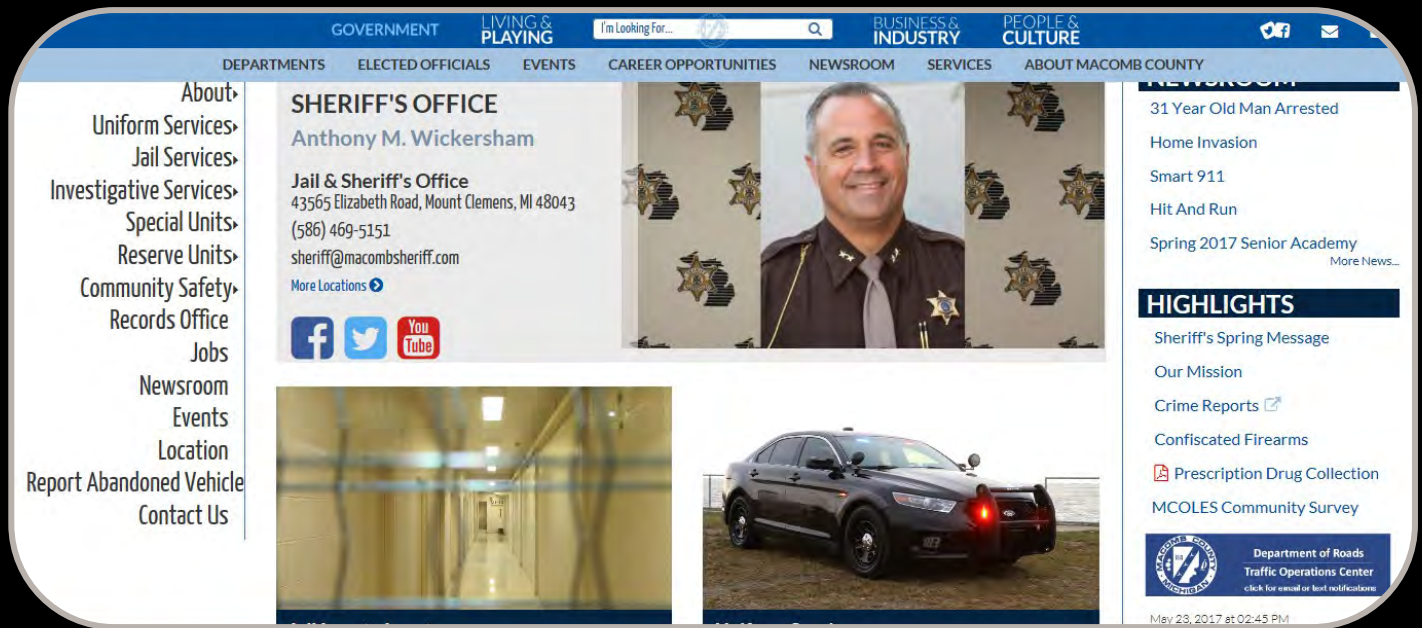 GOVERNMENT
LIVING &
PLAYING
I'm Looking For...
BUSINESS &
INDUSTRY
PEOPLE &
CULTURE
DEPARTMENTS
ELECTED OFFICIALS
EVENTS
CAREER OPPORTUNITIES
NEWSROOM
SERVICES
ABOUT MACOMB COUNTY
About
Uniform Services
Jail Services
Investigative Services
Special Units
Reserve Units
Community Safety
Records Office
Jobs
Newsroom
Events
Location
Report Abandoned Vehicle
Contact Us
SHERIFF'S OFFICE
Anthony M. Wickersham
Jail & Sheriff's Office
43565 Elizabeth Road, Mount Clemens, MI 48043
(586) 469-5151
sheriff@macombsheriff.com
More Locations
You
Tube
NEWSROOM
31 Year Old Man Arrested
Home Invasion
Smart 911
Hit And Run
Spring 2017 Senior Academy
More News...
HIGHLIGHTS
Sheriff's Spring Message
Our Mission
Crime Reports
Confiscated Firearms
Prescription Drug Collection
MCOLES Community Survey
MACOMB COUNTY
MICHIGAN
Department of Roads
Traffic Operations Center
click for email or text notifications
May 23, 2017 at 02:45 PM